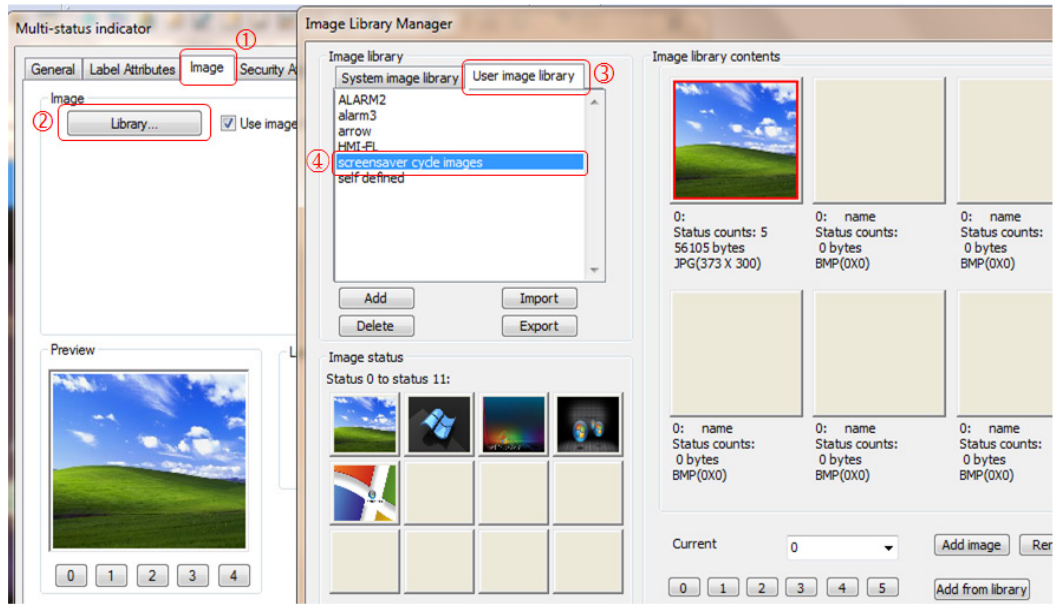 Multi-status indicator
①
General Label Attributes Image Security A
Image
② Library... Use image
Preview
L
0 1 2 3 4
Image Library Manager
Image library
System image library User image library ③
ALARM2
alarm3
arrow
HMI-FL
④ screensaver cycle images
self defined
Add Import
Delete Export
Image status
Status 0 to status 11:
Image library contents
0:
Status counts: 5
56105 bytes
JPG(373 X 300)
0: name
Status counts:
0 bytes
BMP(0X0)
0: name
Status counts:
0 bytes
BMP(0X0)
0: name
Status counts:
0 bytes
BMP(0X0)
0: name
Status counts:
0 bytes
BMP(0X0)
0: name
Status counts:
0 bytes
BMP(0X0)
Current 0 Add image Rer
0 1 2 3 4 5 Add from library